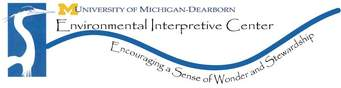 M UNIVERSITY OF MICHIGAN-DEARBORN
Environmental Interpretive Center
Encouraging a Sense of Wonder and Stewardship